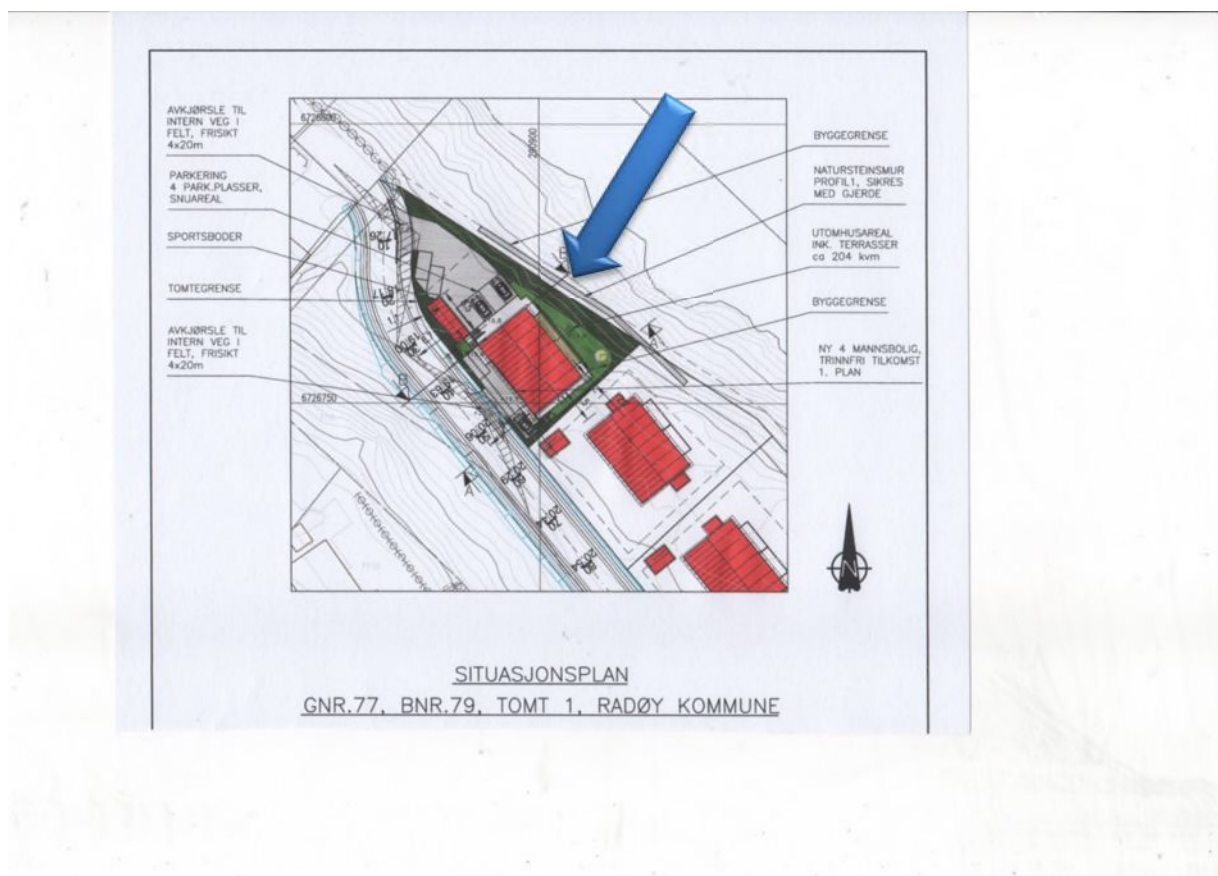 AVKJØRSLE TIL
INTERN VEG I
FELT, FRISIKT
4x20m
PARKERING
4 PARK.PLASSER,
SNUAREAL
SPORTSBODER
TOMTEGRENSE
AVKJØRSLE TIL
INTERN VEG I
FELT, FRISIKT
4x20m
6726800
280900
6726750
BYGGEGRENSE
NATURSTEINSMUR
PROFIL1, SIKRES
MED GJERDE
UTOMHUSAREAL
INK. TERRASSER
ca 204 kvm
BYGGEGRENSE
NY 4 MANNSBOLIG,
TRINNFRI TILKOMST
1. PLAN
N
SITUASJONSPLAN
GNR.77, BNR.79, TOMT 1, RADØY KOMMUNE